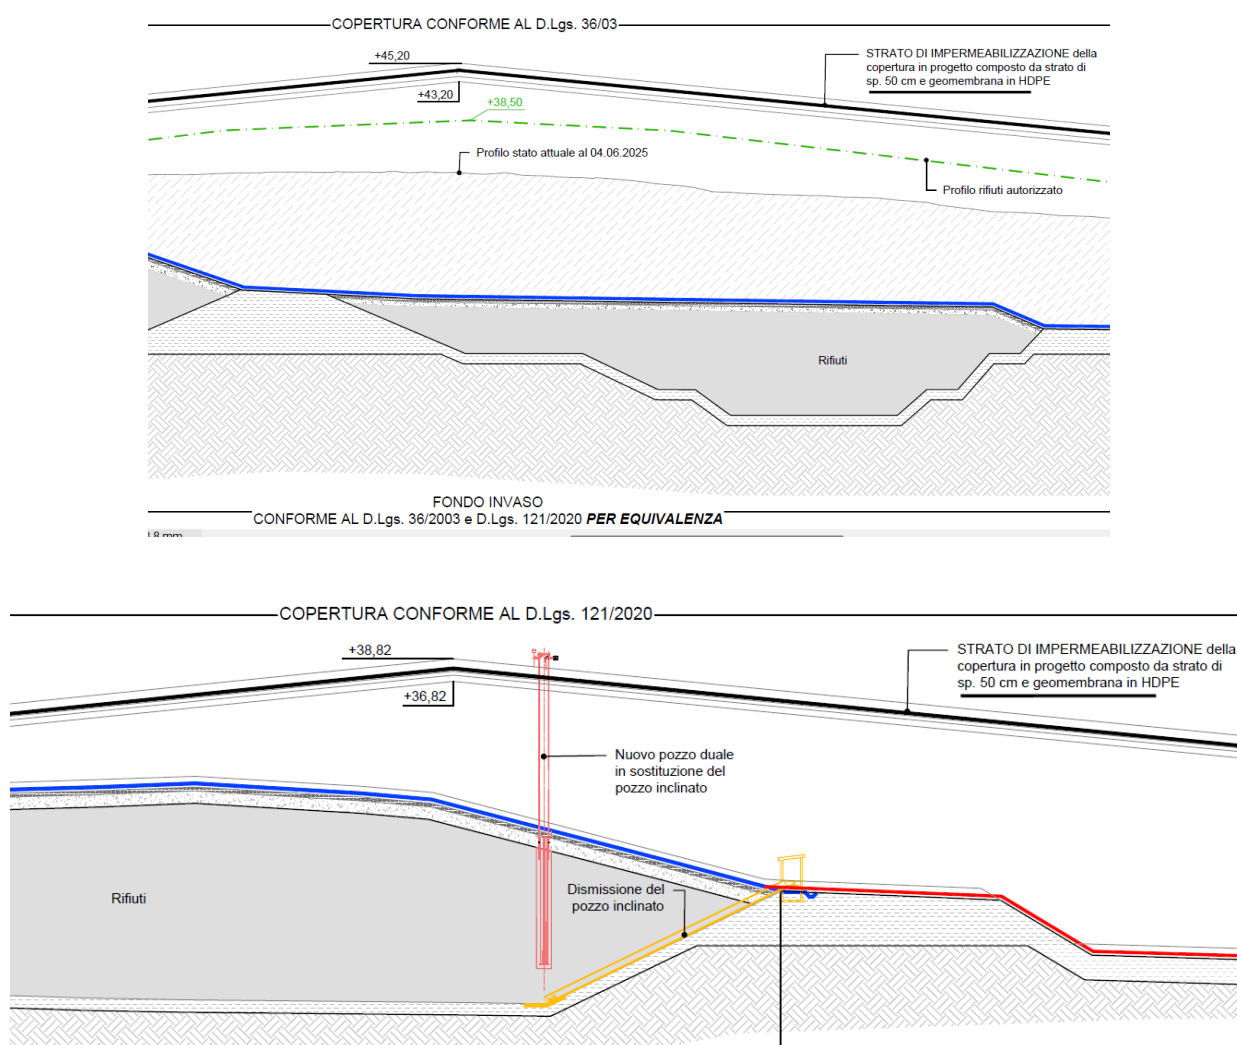 COPERTURA CONFORME AL D.Lgs. 36/03
+45,20
STRATO DI IMPERMEABILIZZAZIONE della
copertura in progetto composto da strato di
sp. 50 cm e geomembrana in HDPE
+43,20
+38,50
Profilo stato attuale al 04.06.2025
Profilo rifiuti autorizzato
Rifiuti
FONDO INVASO
CONFORME AL D.Lgs. 36/2003 e D.Lgs. 121/2020 PER EQUIVALENZA
COPERTURA CONFORME AL D.Lgs. 121/2020
+38,82
STRATO DI IMPERMEABILIZZAZIONE della
copertura in progetto composto da strato di
sp. 50 cm e geomembrana in HDPE
+36,82
Nuovo pozzo duale
in sostituzione del
pozzo inclinato
Dismissione del
pozzo inclinato
Rifiuti